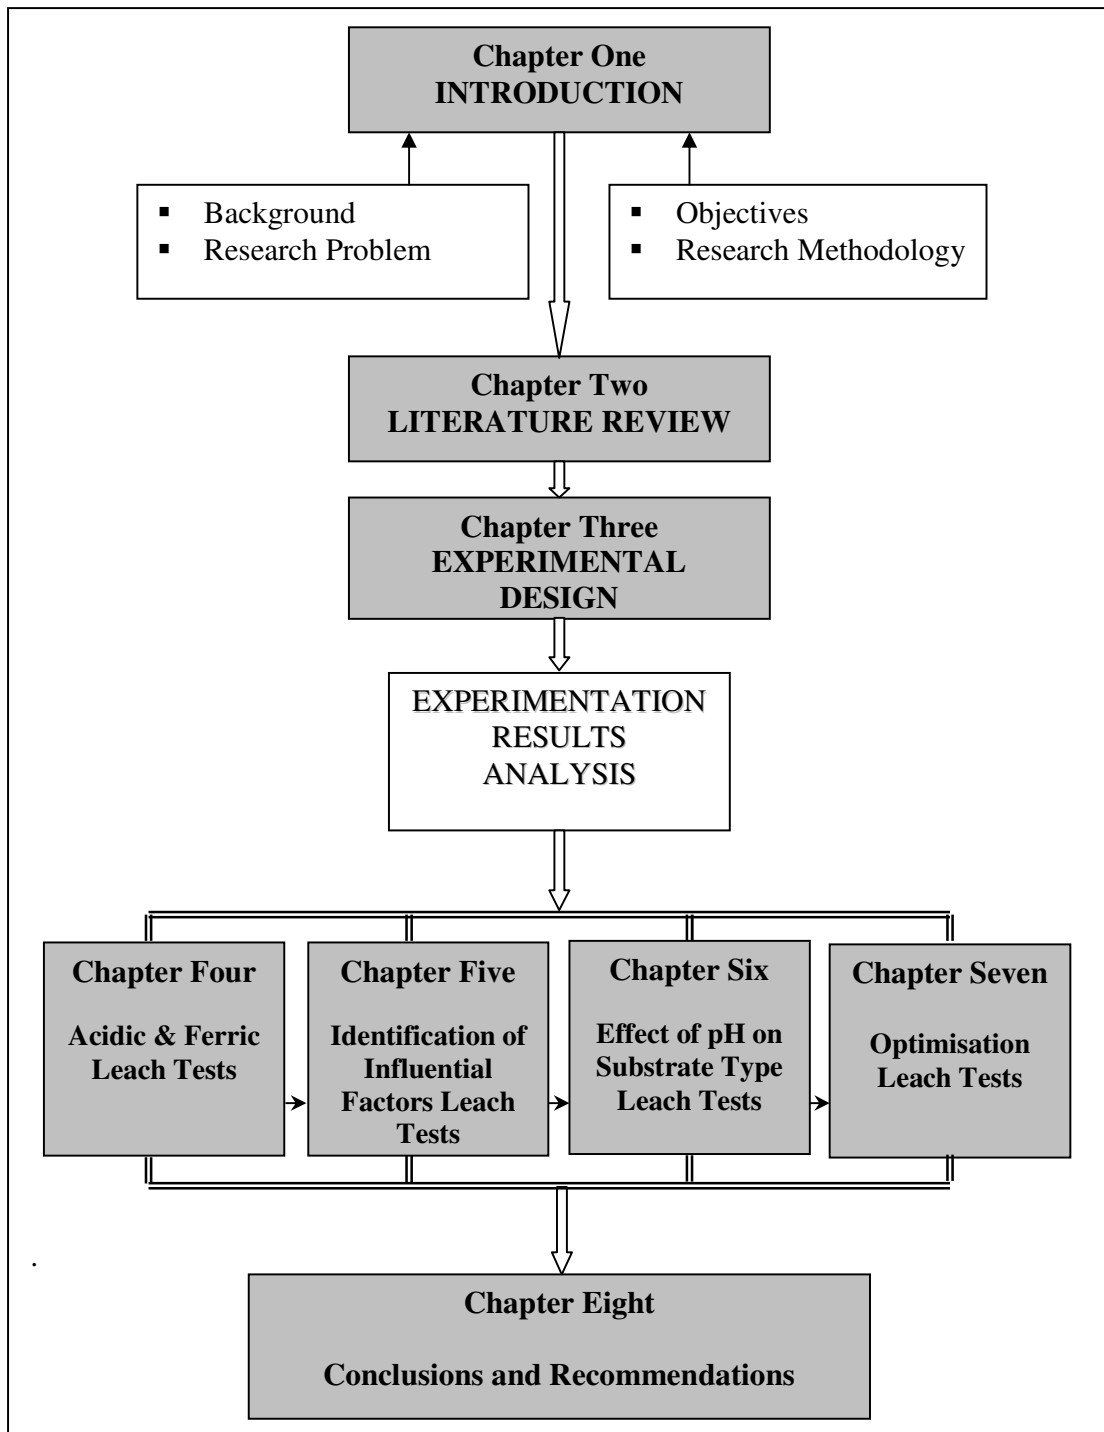 Chapter One
INTRODUCTION
▪ Background
▪ Research Problem
▪ Objectives
▪ Research Methodology
Chapter Two
LITERATURE REVIEW
Chapter Three
EXPERIMENTAL
DESIGN
EXPERIMENTATION
RESULTS
ANALYSIS
Chapter Four
Acidic & Ferric
Leach Tests
Chapter Five
Identification of
Influential
Factors Leach
Tests
Chapter Six
Effect of pH on
Substrate Type
Leach Tests
Chapter Seven
Optimisation
Leach Tests
.
Chapter Eight
Conclusions and Recommendations